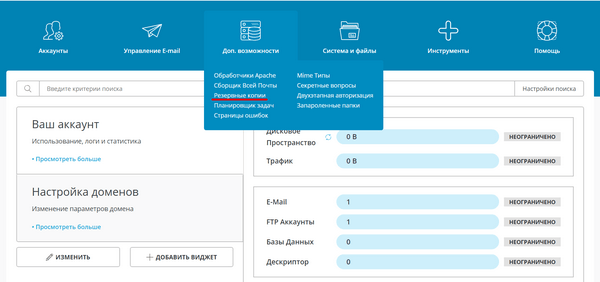 Аккаунты
Управление E-mail
Доп. возможности
Система и файлы
Инструменты
Помощь
Обработчики Apache
Сборщик Всей Почты
Резервные копии
Планировщик задач
Страницы ошибок
Mime Типы
Секретные вопросы
Двухэтапная авторизация
Запароленные папки
Введите критерии поиска
Настройки поиска
Ваш аккаунт
Использование, логи и статистика
• Просмотреть больше
Настройка доменов
Изменение параметров домена
• Просмотреть больше
ИЗМЕНИТЬ
ДОБАВИТЬ ВИДЖЕТ
Дисковое
Пространство
0 B
НЕОГРАНИЧЕНО
Трафик
0 B
НЕОГРАНИЧЕНО
E-Mail
1
НЕОГРАНИЧЕНО
FTP Аккаунты
1
НЕОГРАНИЧЕНО
Базы Данных
0
НЕОГРАНИЧЕНО
Дескриптор
0
НЕОГРАНИЧЕНО